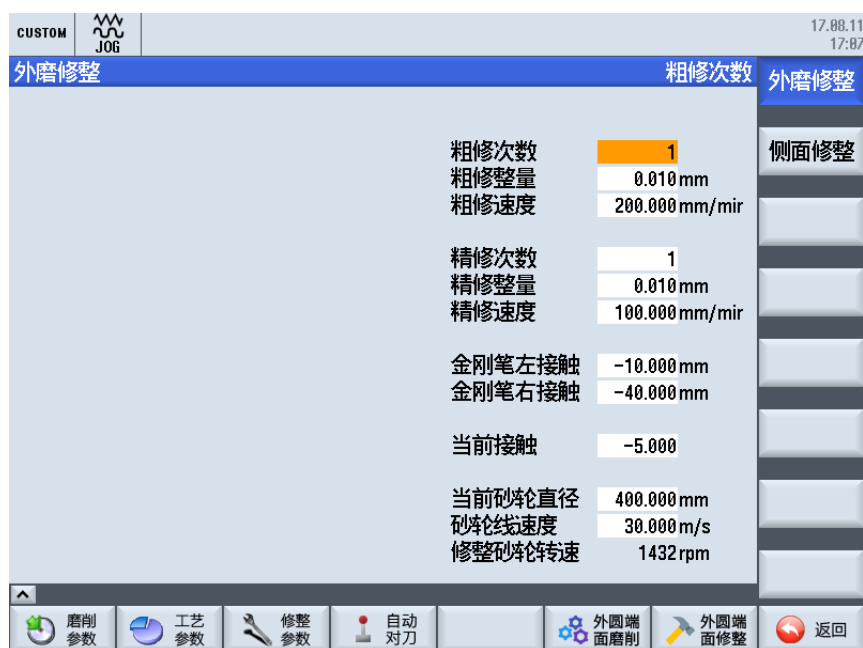 CUSTOM
JOG
17.08.11
17:07
外磨修整 粗修次数
外磨修整
侧面修整
粗修次数 1
粗修整量 0.010 mm
粗修速度 200.000 mm/mir
精修次数 1
精修整量 0.010 mm
精修速度 100.000 mm/mir
金刚笔左接触 -10.000 mm
金刚笔右接触 -40.000 mm
当前接触 -5.000
当前砂轮直径 400.000 mm
砂轮线速度 30.000 m/s
修整砂轮转速 1432 rpm
磨削
参数
工艺
参数
修整
参数
自动
对刀
外圆端
面磨削
外圆端
面修整
返回